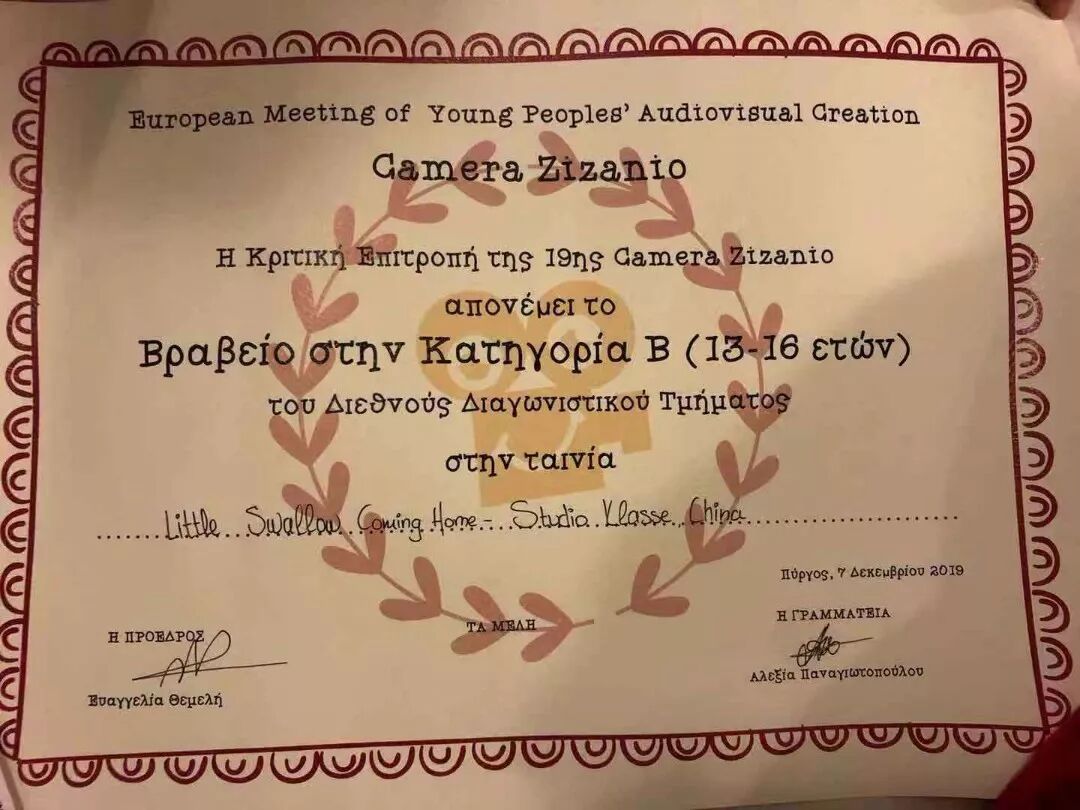 European Meeting of Young Peoples' Audiovisual Creation
Camera Zizanio
Η Κριτική Επιτροπή της 19ης Camera Zizanio
απονέμει το
Βραβείο στην Κατηγορία Β (13-16 ετών)
του Διεθνούς Διαγωνιστικού Τμήματος
στην ταινία
Little Swallow Coming Home - Studio Klasse China
Πύργος, 7 Δεκεμβρίου 2019
Η ΠΡΟΕΔΡΟΣ
ΤΑ ΜΕΛΗ
Η ΓΡΑΜΜΑΤΕΙΑ
Ευαγγελία Θεμελή
Αλεξία Παναγιωτοπούλου